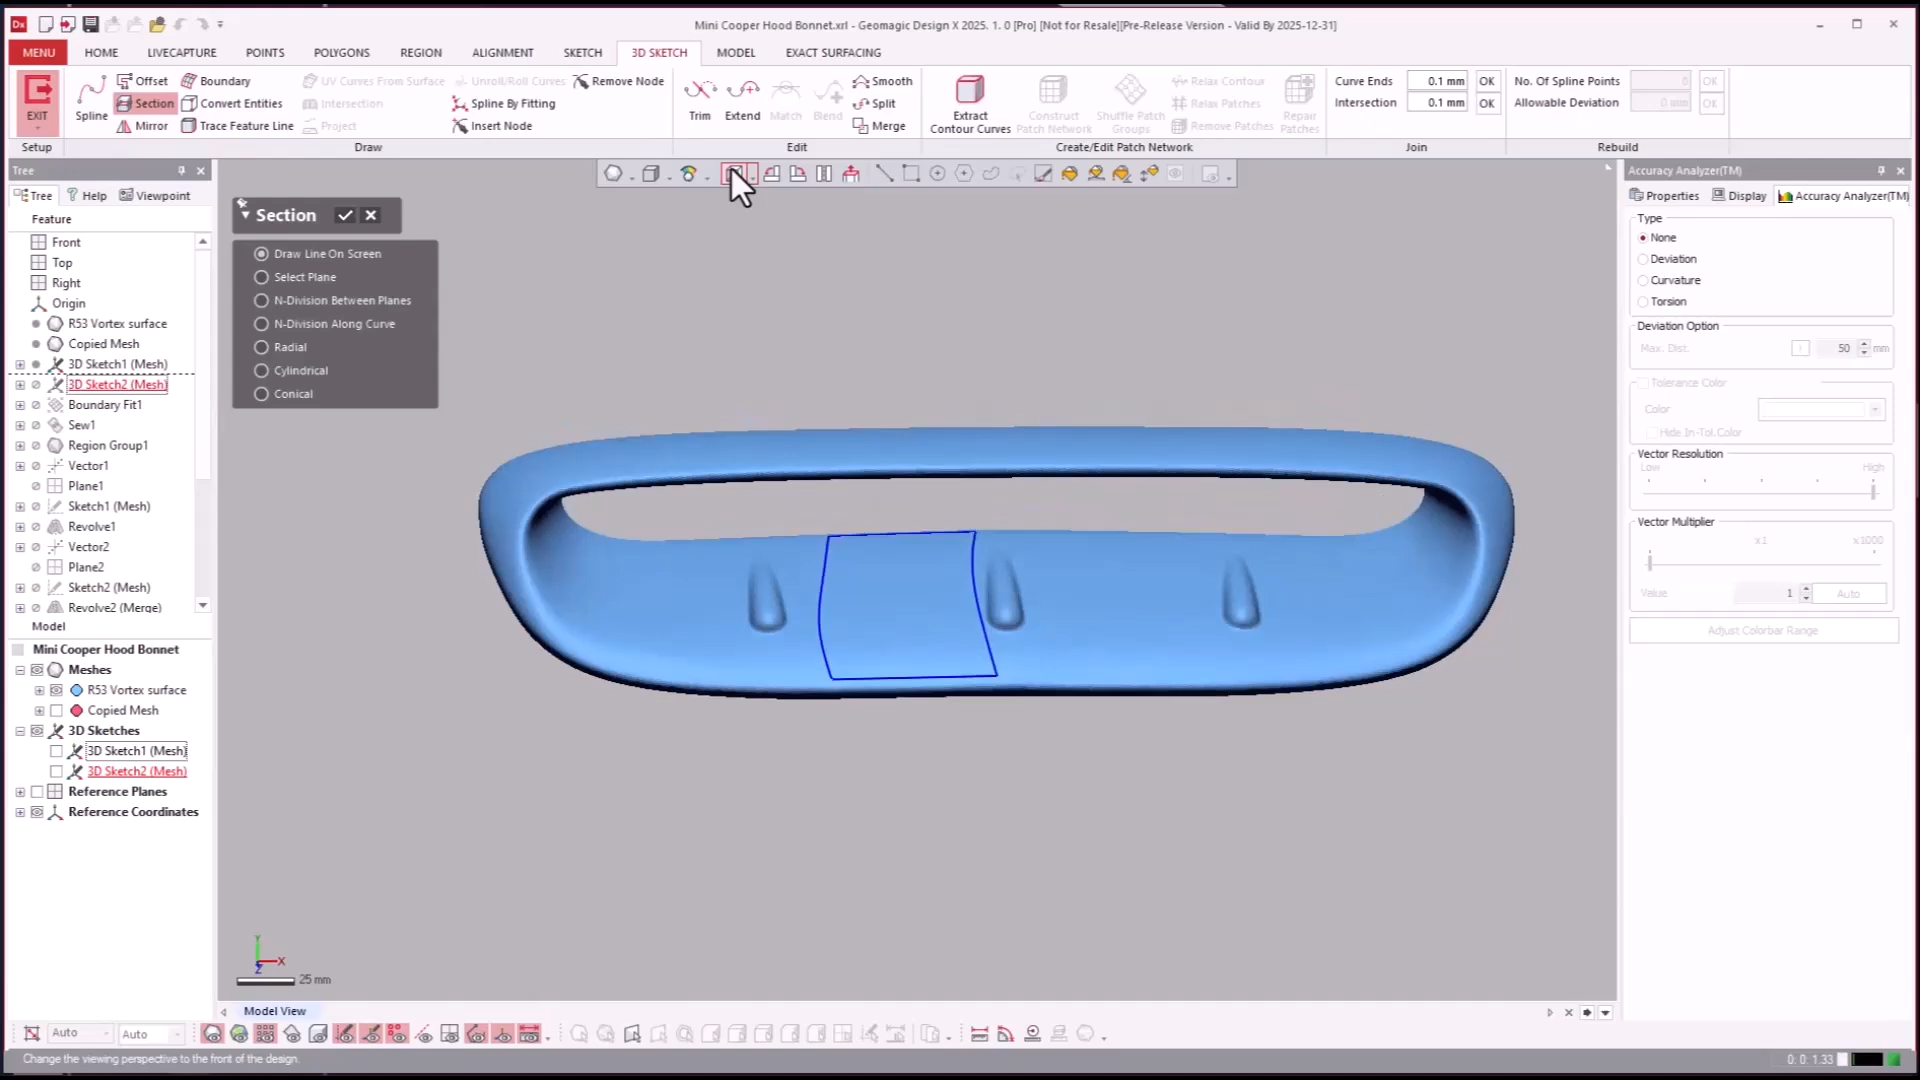 Dx
Mini Cooper Hood Bonnet.xrl - Geomagic Design X 2025. 1. 0 [Pro] [Not for Resale][Pre-Release Version - Valid By 2025-12-31]
MENU HOME LIVECAPTURE POINTS POLYGONS REGION ALIGNMENT SKETCH 3D SKETCH MODEL EXACT SURFACING
EXIT
Setup
Spline
Offset
Boundary
UV Curves From Surface
Unroll/Roll Curves
Remove Node
Section
Convert Entities
Intersection
Spline By Fitting
Mirror
Trace Feature Line
Project
Insert Node
Draw
Trim
Extend
Match
Blend
Smooth
Split
Merge
Edit
Extract Contour Curves
Construct Patch Network
Shuffle Patch Groups
Relax Contour
Relax Patches
Remove Patches
Repair Patches
Create/Edit Patch Network
Curve Ends 0.1 mm OK
Intersection 0.1 mm OK
Join
No. Of Spline Points 0 OK
Allowable Deviation 0 mm OK
Rebuild
Tree
Tree Help Viewpoint
Feature
Front
Top
Right
Origin
R53 Vortex surface
Copied Mesh
3D Sketch1 (Mesh)
3D Sketch2 (Mesh)
Boundary Fit1
Sew1
Region Group1
Vector1
Plane1
Sketch1 (Mesh)
Revolve1
Vector2
Plane2
Sketch2 (Mesh)
Revolve2 (Merge)
Model
Mini Cooper Hood Bonnet
Meshes
R53 Vortex surface
Copied Mesh
3D Sketches
3D Sketch1 (Mesh)
3D Sketch2 (Mesh)
Reference Planes
Reference Coordinates
Section
Draw Line On Screen
Select Plane
N-Division Between Planes
N-Division Along Curve
Radial
Cylindrical
Conical
Y
X
Z
25 mm
Model View
Accuracy Analyzer(TM)
Properties Display Accuracy Analyzer(TM)
Type
None
Deviation
Curvature
Torsion
Deviation Option
Max. Dist. 50 mm
Tolerance Color
Color
Hide In-Tol.Color
Vector Resolution
Low High
Vector Multiplier
x1 x1000
Value 1 Auto
Adjust Colorbar Range
Auto Auto
Change the viewing perspective to the front of the design.
0: 0: 1.33